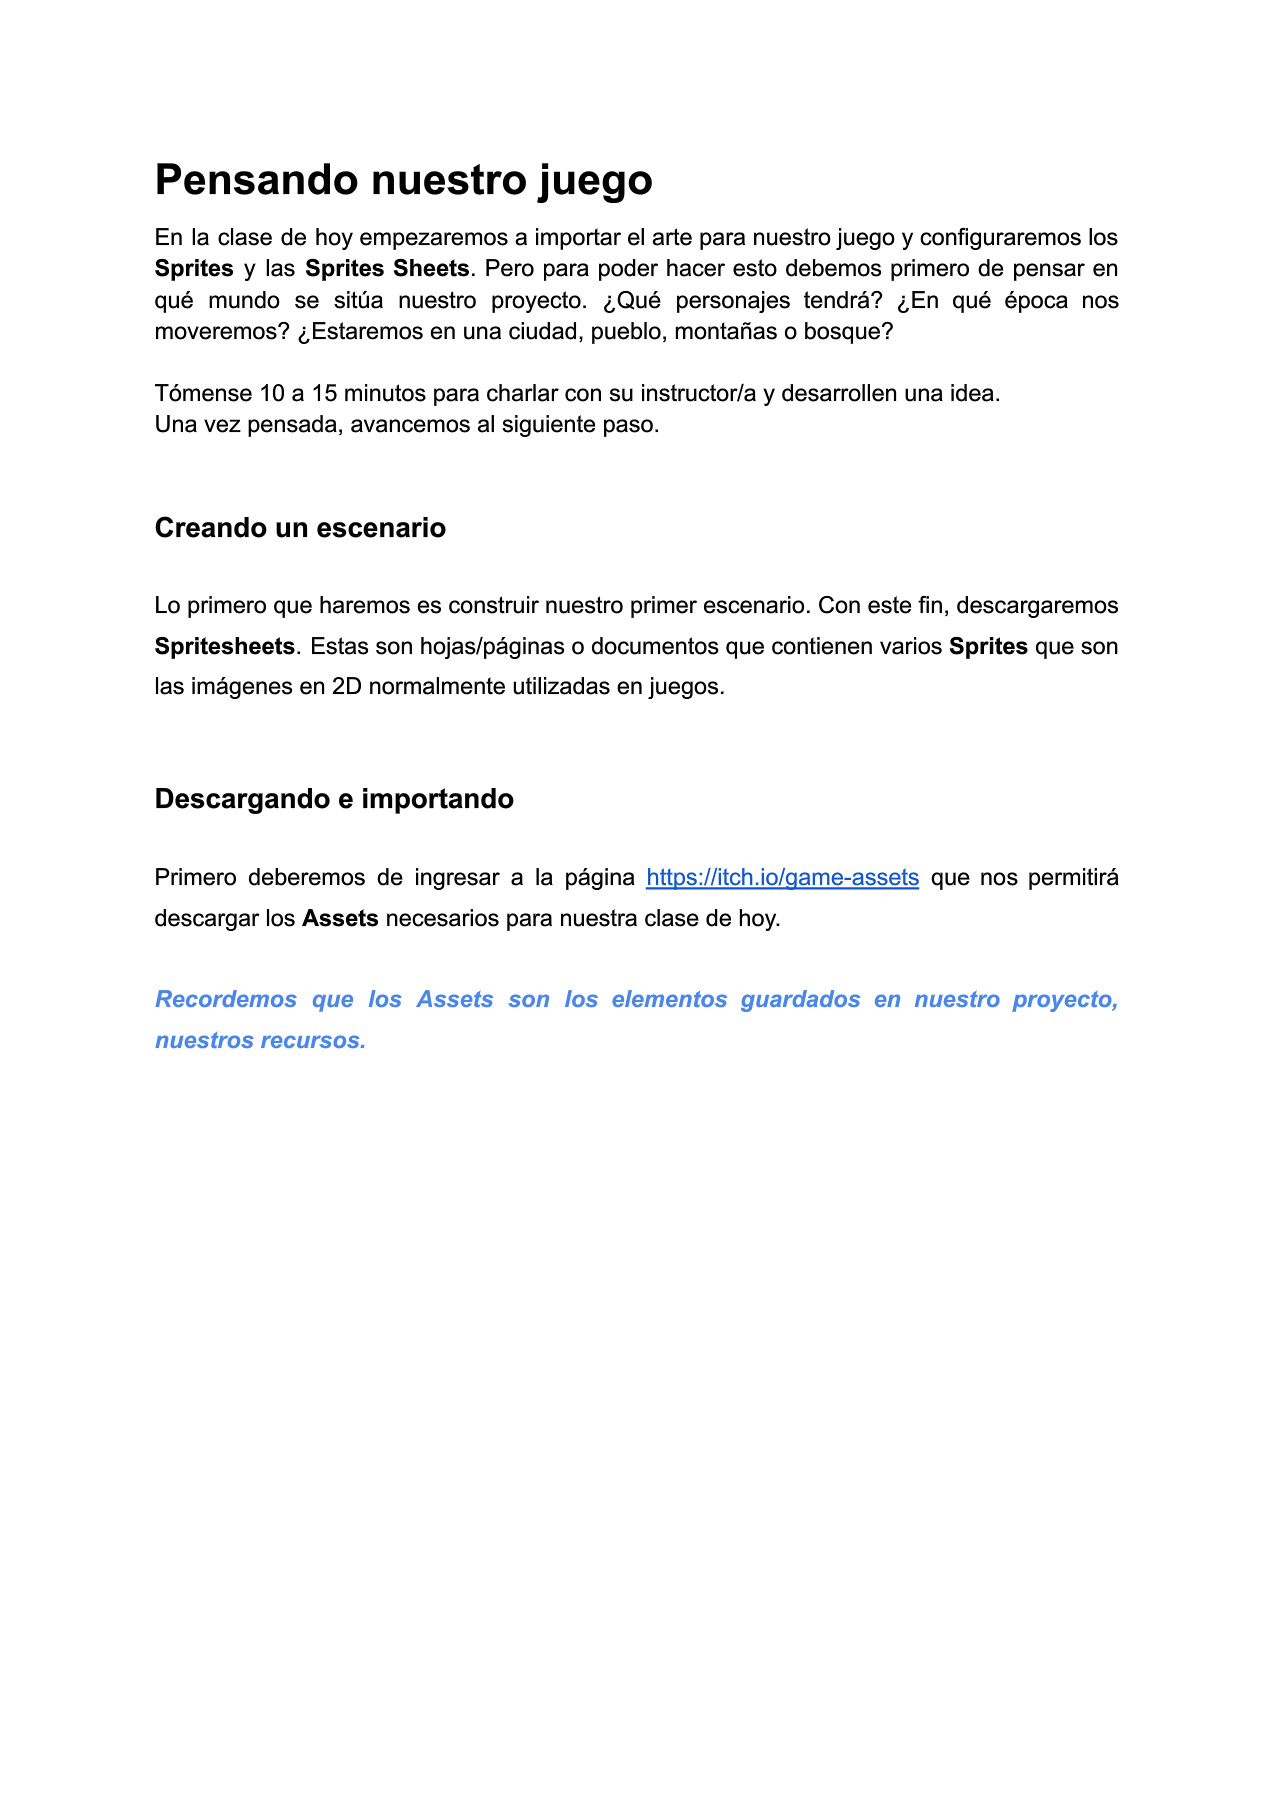 Pensando nuestro juego
En la clase de hoy empezaremos a importar el arte para nuestro juego y configuraremos los
Sprites y las Sprites Sheets. Pero para poder hacer esto debemos primero de pensar en
qué mundo se sitúa nuestro proyecto. ¿Qué personajes tendrá? ¿En qué época nos
moveremos? ¿Estaremos en una ciudad, pueblo, montañas o bosque?
Tómense 10 a 15 minutos para charlar con su instructor/a y desarrollen una idea.
Una vez pensada, avancemos al siguiente paso.
Creando un escenario
Lo primero que haremos es construir nuestro primer escenario. Con este fin, descargaremos
Spritesheets. Estas son hojas/páginas o documentos que contienen varios Sprites que son
las imágenes en 2D normalmente utilizadas en juegos.
Descargando e importando
Primero deberemos de ingresar a la página https://itch.io/game-assets que nos permitirá
descargar los Assets necesarios para nuestra clase de hoy.
Recordemos que los Assets son los elementos guardados en nuestro proyecto,
nuestros recursos.